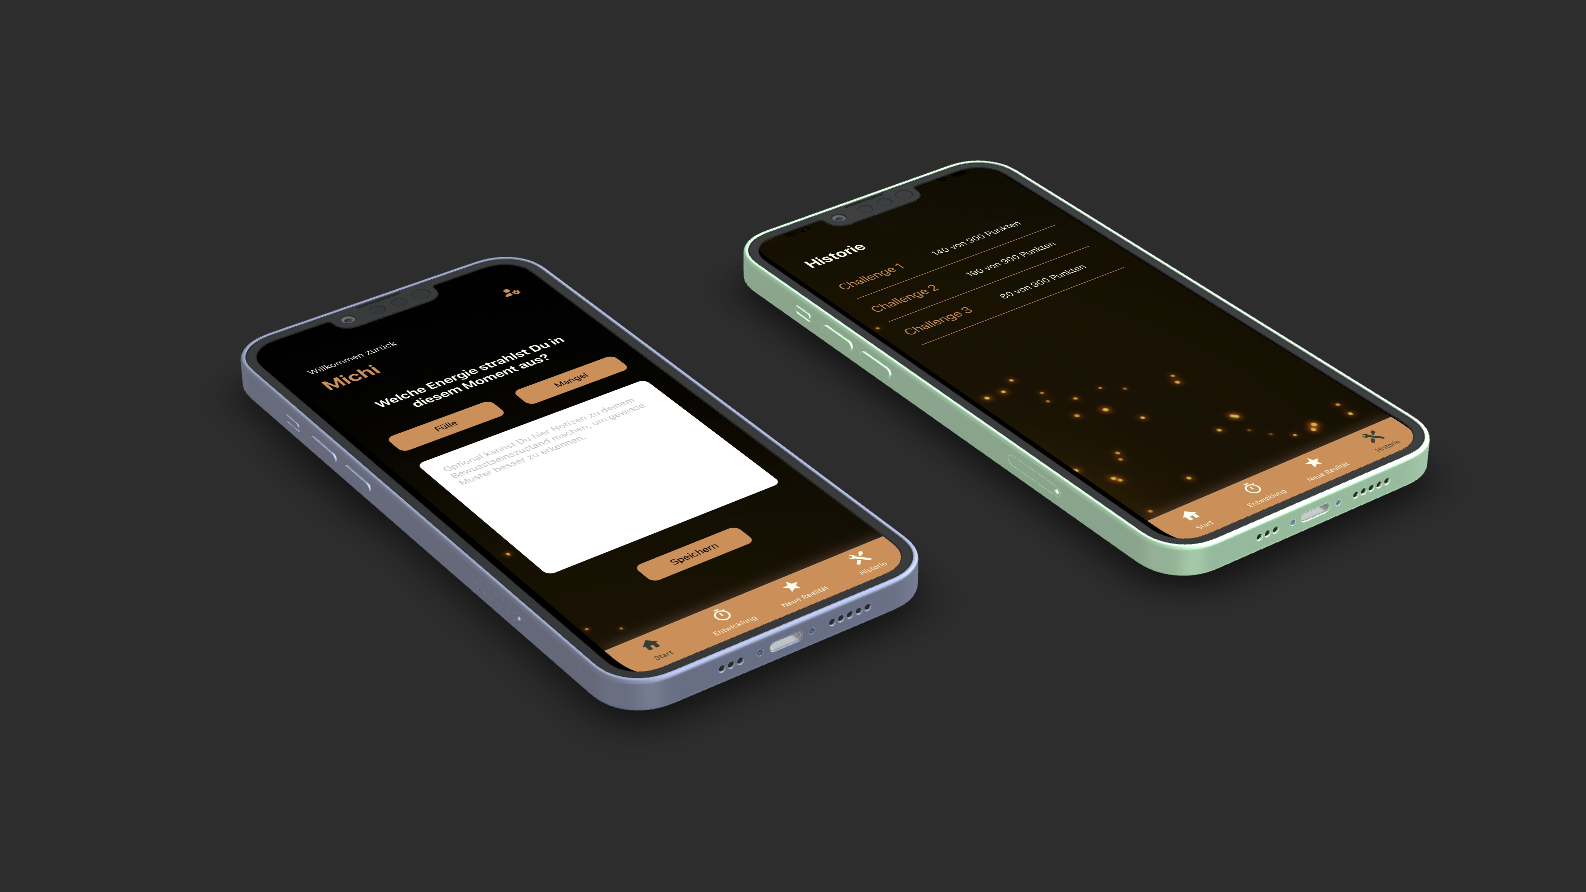 Willkommen zurück
Michi
Welche Energie strahlst Du in
diesem Moment aus?
Fülle
Mangel
Optional kannst Du hier Notizen zu deinem
Bewusstseinszustand machen, um gewisse
Muster besser zu erkennen.
Speichern
Start
Entwicklung
Neue Realität
Historie
Historie
Challenge 1
140 von 300 Punkten
Challenge 2
190 von 300 Punkten
Challenge 3
80 von 300 Punkten
Start
Entwicklung
Neue Realität
Historie